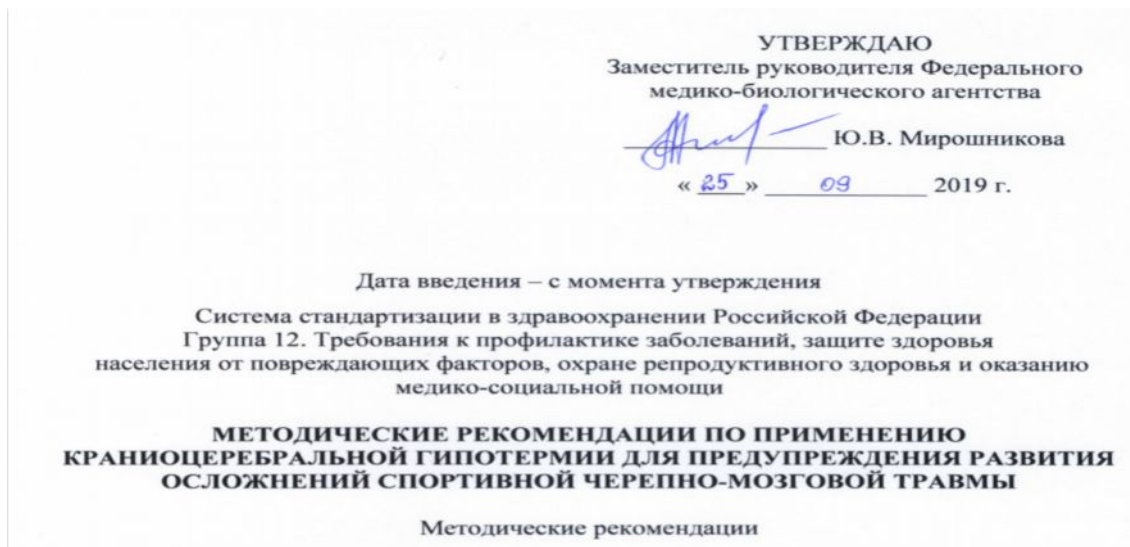 УТВЕРЖДАЮ
Заместитель руководителя Федерального
медико-биологического агентства
Ю.В. Мирошникова
« 25 » 09 2019 г.
Дата введения – с момента утверждения
Система стандартизации в здравоохранении Российской Федерации
Группа 12. Требования к профилактике заболеваний, защите здоровья
населения от повреждающих факторов, охране репродуктивного здоровья и оказанию
медико-социальной помощи
МЕТОДИЧЕСКИЕ РЕКОМЕНДАЦИИ ПО ПРИМЕНЕНИЮ
КРАНИОЦЕРЕБРАЛЬНОЙ ГИПОТЕРМИИ ДЛЯ ПРЕДУПРЕЖДЕНИЯ РАЗВИТИЯ
ОСЛОЖНЕНИЙ СПОРТИВНОЙ ЧЕРЕПНО-МОЗГОВОЙ ТРАВМЫ
Методические рекомендации